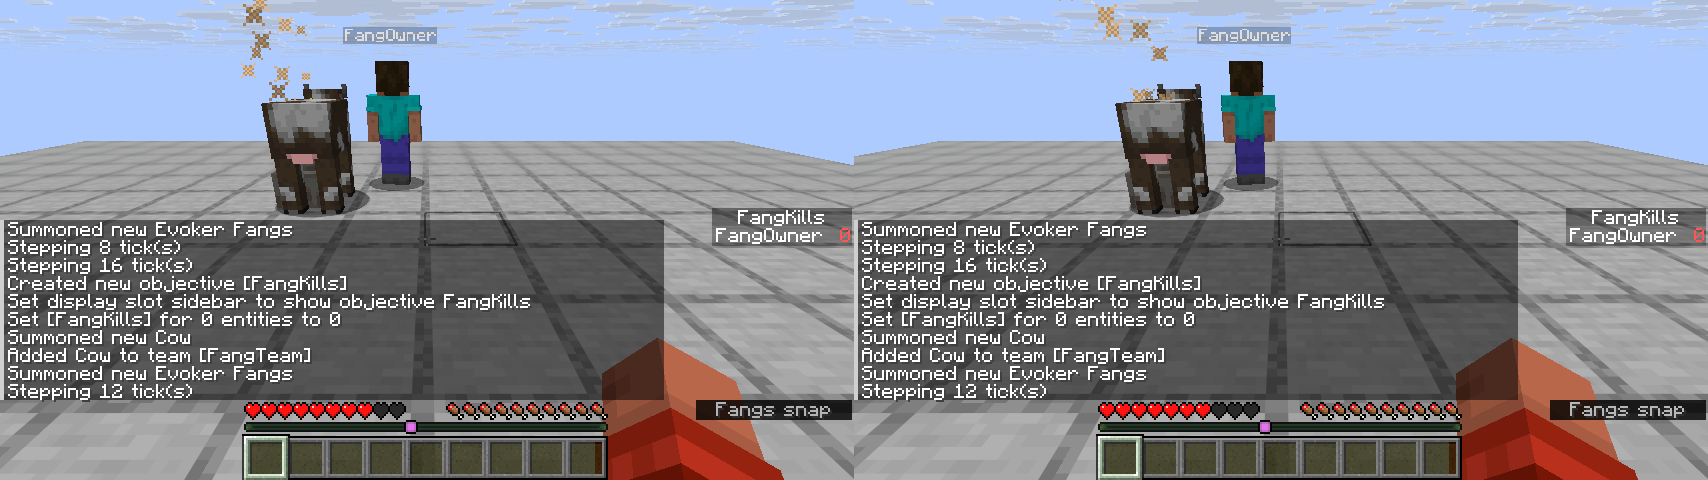 FangOwner
FangKills
FangOwner 0
Summoned new Evoker Fangs
Stepping 8 tick(s)
Stepping 16 tick(s)
Created new objective [FangKills]
Set display slot sidebar to show objective FangKills
Set [FangKills] for 0 entities to 0
Summoned new Cow
Added Cow to team [FangTeam]
Summoned new Evoker Fangs
Stepping 12 tick(s)
Fangs snap
FangOwner
FangKills
FangOwner 0
Summoned new Evoker Fangs
Stepping 8 tick(s)
Stepping 16 tick(s)
Created new objective [FangKills]
Set display slot sidebar to show objective FangKills
Set [FangKills] for 0 entities to 0
Summoned new Cow
Added Cow to team [FangTeam]
Summoned new Evoker Fangs
Stepping 12 tick(s)
Fangs snap